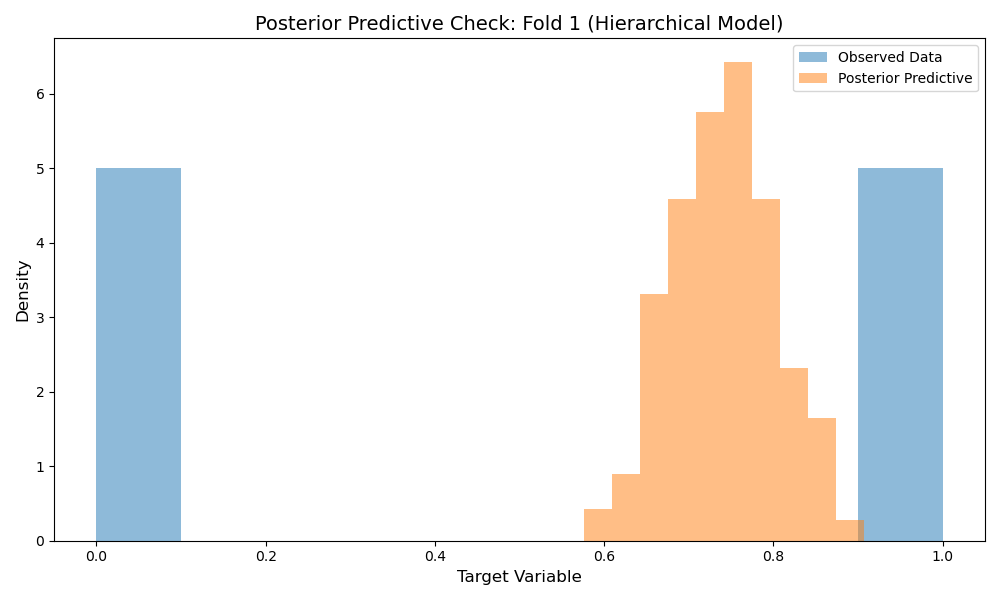 Posterior Predictive Check: Fold 1 (Hierarchical Model)
Observed Data
Posterior Predictive
Density
6
5
4
3
2
1
0
0.0 0.2 0.4 0.6 0.8 1.0
Target Variable